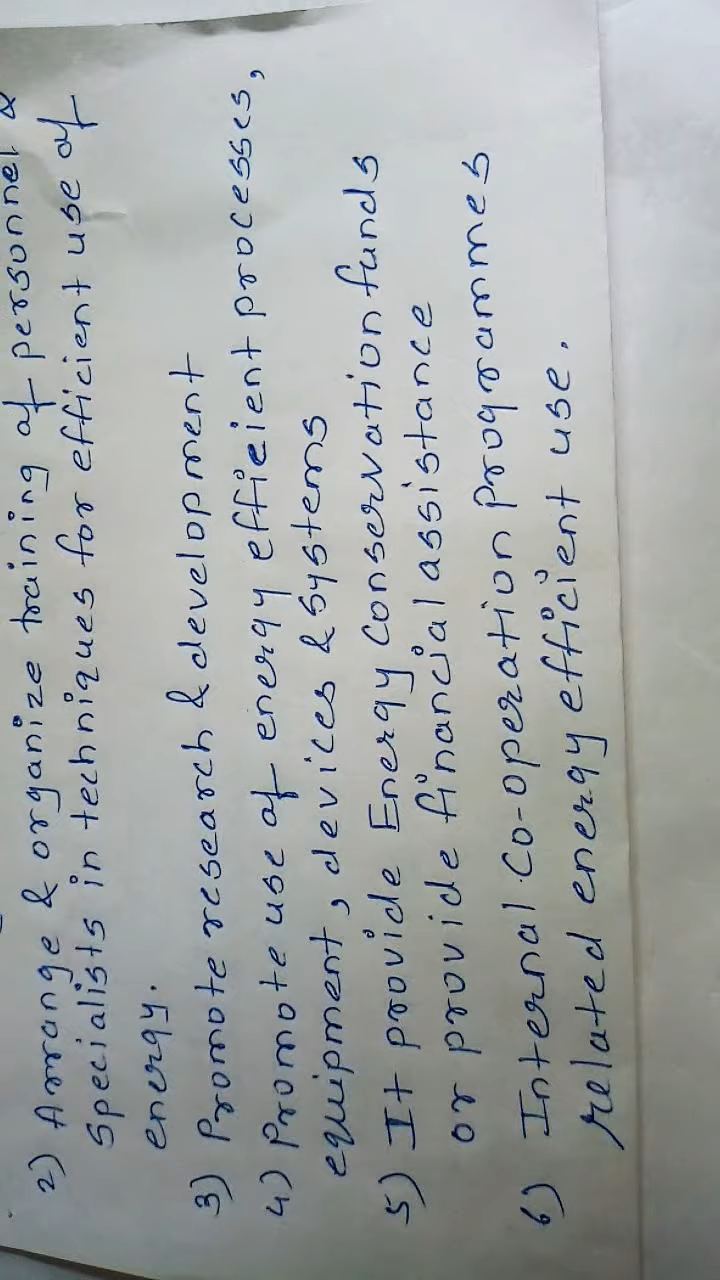 2) Arrange & organize training of personnel &
Specialists in techniques for efficient use of
energy.
3) Promote research & development
4) Promote use of energy efficient processes,
equipment, devices & systems
5) It provide Energy conservation funds
or provide financial assistance
6) Internal co-operation programmes
related energy efficient use.